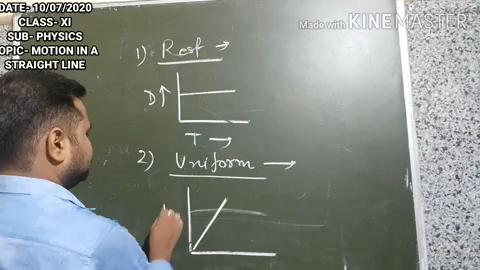 DATE- 10/07/2020
CLASS- XI
SUB- PHYSICS
OPIC- MOTION IN A
STRAIGHT LINE
Made with KINEMASTER
1) Rest →
D↑
T →
2) Uniform →